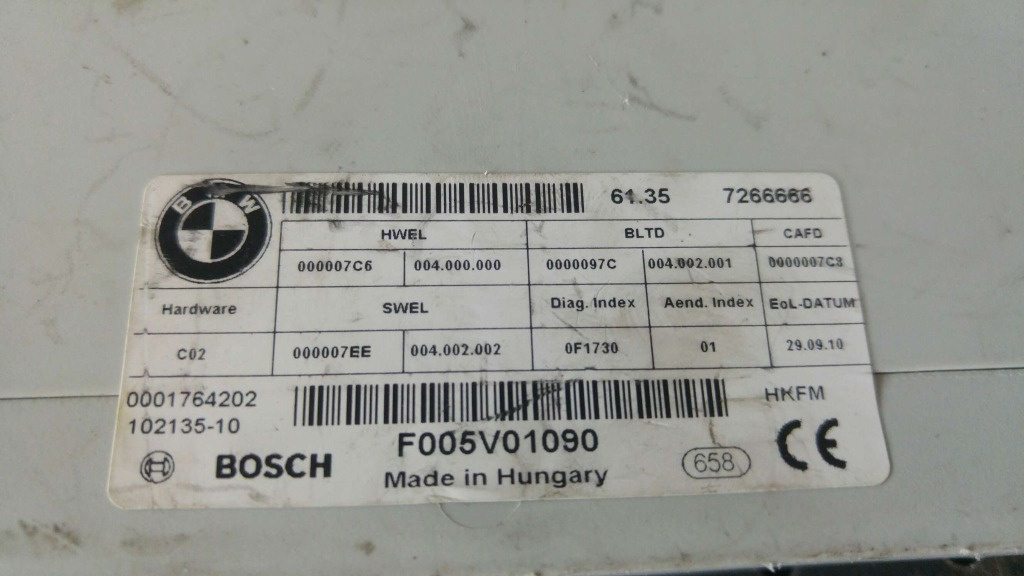 BMW
61.35 7266666
HWEL BLTD CAFD
000007C6 004.000.000 0000097C 004.002.001 0000007C8
Hardware SWEL Diag. Index Aend. Index EoL-DATUM
C02 000007EE 004.002.002 0F1730 01 29.09.10
0001764202 HKFM
102135-10
F005V01090
BOSCH 658 CE
Made in Hungary